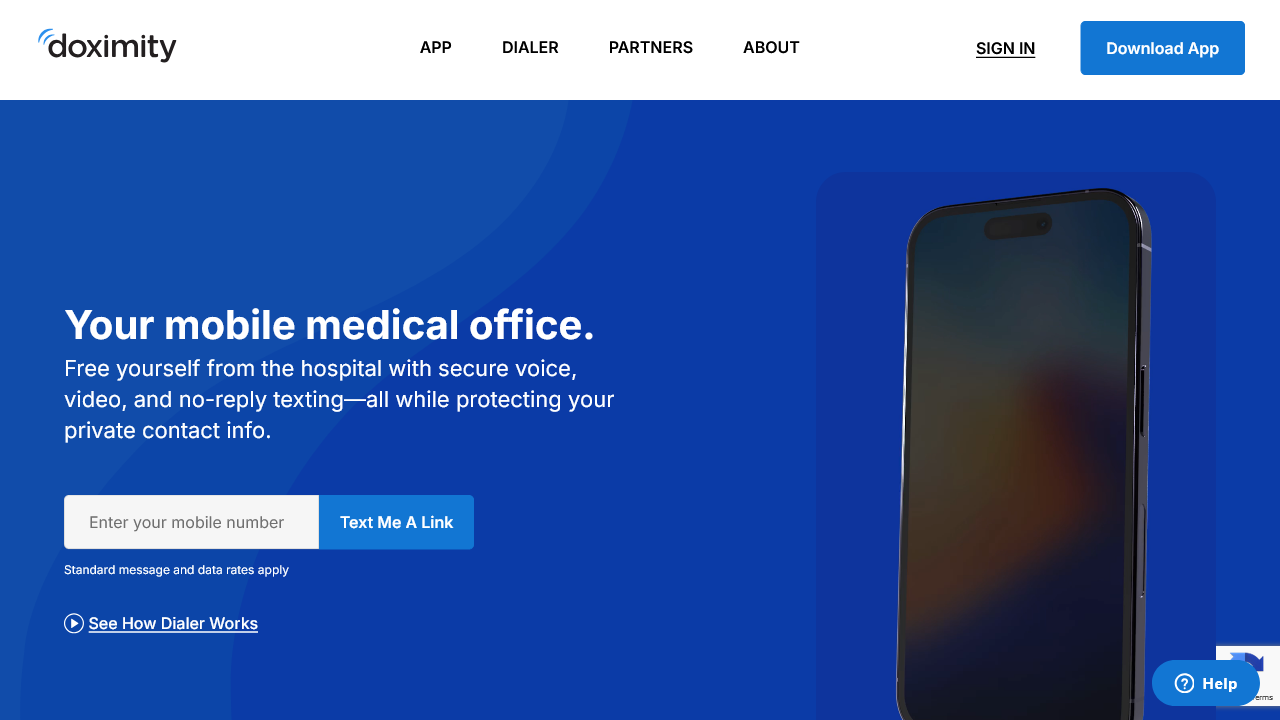 doximity
APP
DIALER
PARTNERS
ABOUT
SIGN IN
Download App
Your mobile medical office.
Free yourself from the hospital with secure voice,
video, and no-reply texting—all while protecting your
private contact info.
Enter your mobile number
Text Me A Link
Standard message and data rates apply
See How Dialer Works
Help